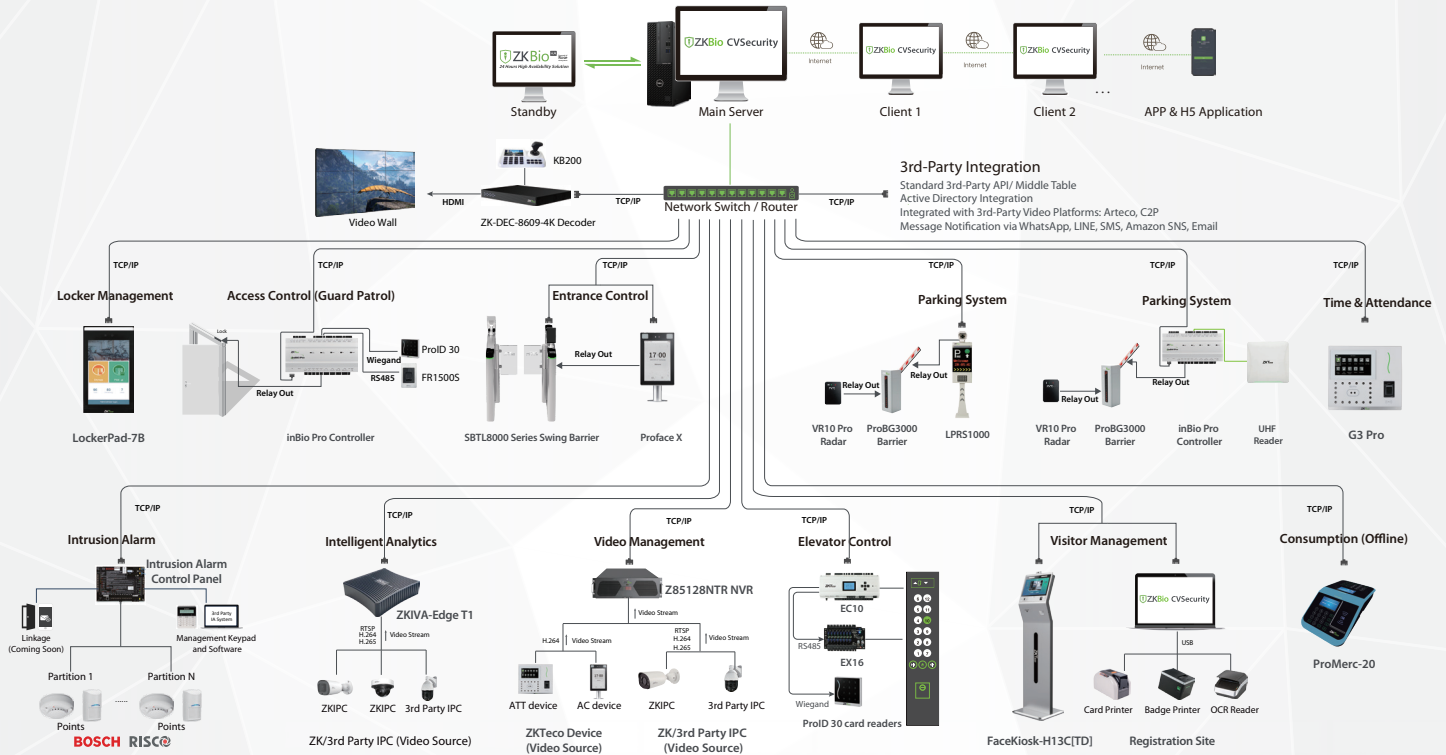 ZKBio
24 Hours High Availability Solution
ZKBio CVSecurity
Internet
ZKBio CVSecurity
Internet
ZKBio CVSecurity
Internet
Standby
Main Server
Client 1
Client 2
...
APP & H5 Application
KB200
HDMI
TCP/IP
Video Wall
ZK-DEC-8609-4K Decoder
Network Switch / Router
TCP/IP
3rd-Party Integration
Standard 3rd-Party API/ Middle Table
Active Directory Integration
Integrated with 3rd-Party Video Platforms: Arteco, C2P
Message Notification via WhatsApp, LINE, SMS, Amazon SNS, Email
TCP/IP
TCP/IP
TCP/IP
TCP/IP
TCP/IP
TCP/IP
Locker Management
Access Control (Guard Patrol)
Entrance Control
Parking System
Parking System
Time & Attendance
Lock
Wiegand
ProID 30
RS485
FR1500S
Relay Out
Relay Out
17:00
Relay Out
Relay Out
Relay Out
Relay Out
LockerPad-7B
inBio Pro Controller
SBTL8000 Series Swing Barrier
Proface X
VR10 Pro
Radar
ProBG3000
Barrier
LPRS1000
VR10 Pro
Radar
ProBG3000
Barrier
inBio Pro
Controller
UHF
Reader
G3 Pro
TCP/IP
TCP/IP
TCP/IP
TCP/IP
TCP/IP
TCP/IP
Intrusion Alarm
Intelligent Analytics
Video Management
Elevator Control
Visitor Management
Consumption (Offline)
Intrusion Alarm
Control Panel
3rd Party
IA System
Linkage
(Coming Soon)
Management Keypad
and Software
Partition 1
Partition N
......
Points
Points
BOSCH RISCO
ZKIVA-Edge T1
RTSP
H.264
H.265
Video Stream
ZKIPC
ZKIPC
3rd Party IPC
ZK/3rd Party IPC (Video Source)
Z85128NTR NVR
Video Stream
H.264
Video Stream
RTSP
H.264
H.265
Video Stream
ATT device
AC device
ZKIPC
3rd Party IPC
ZKTeco Device
(Video Source)
ZK/3rd Party IPC
(Video Source)
EC10
RS485
EX16
Wiegand
ProID 30 card readers
ZKBio CVSecurity
USB
Card Printer
Badge Printer
OCR Reader
FaceKiosk-H13C[TD]
Registration Site
ProMerc-20